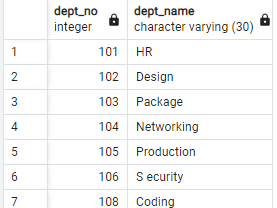 dept_no dept_name
integer character varying (30)
1 101 HR
2 102 Design
3 103 Package
4 104 Networking
5 105 Production
6 106 S ecurity
7 108 Coding